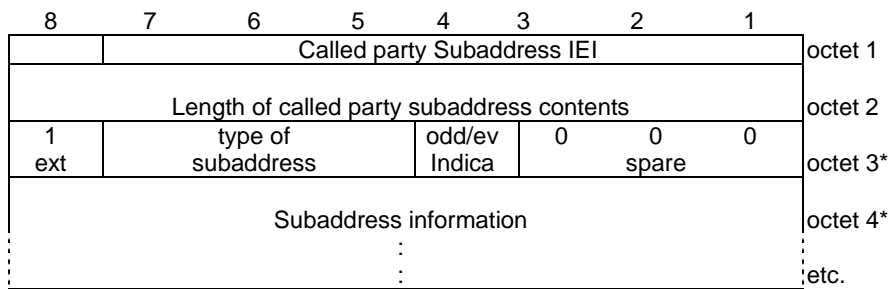 8 7 6 5 4 3 2 1
Called party Subaddress IEI octet 1
Length of called party subaddress contents octet 2
1 type of odd/ev 0 0 0
ext subaddress Indica spare octet 3*
Subaddress information octet 4*
:
: etc.